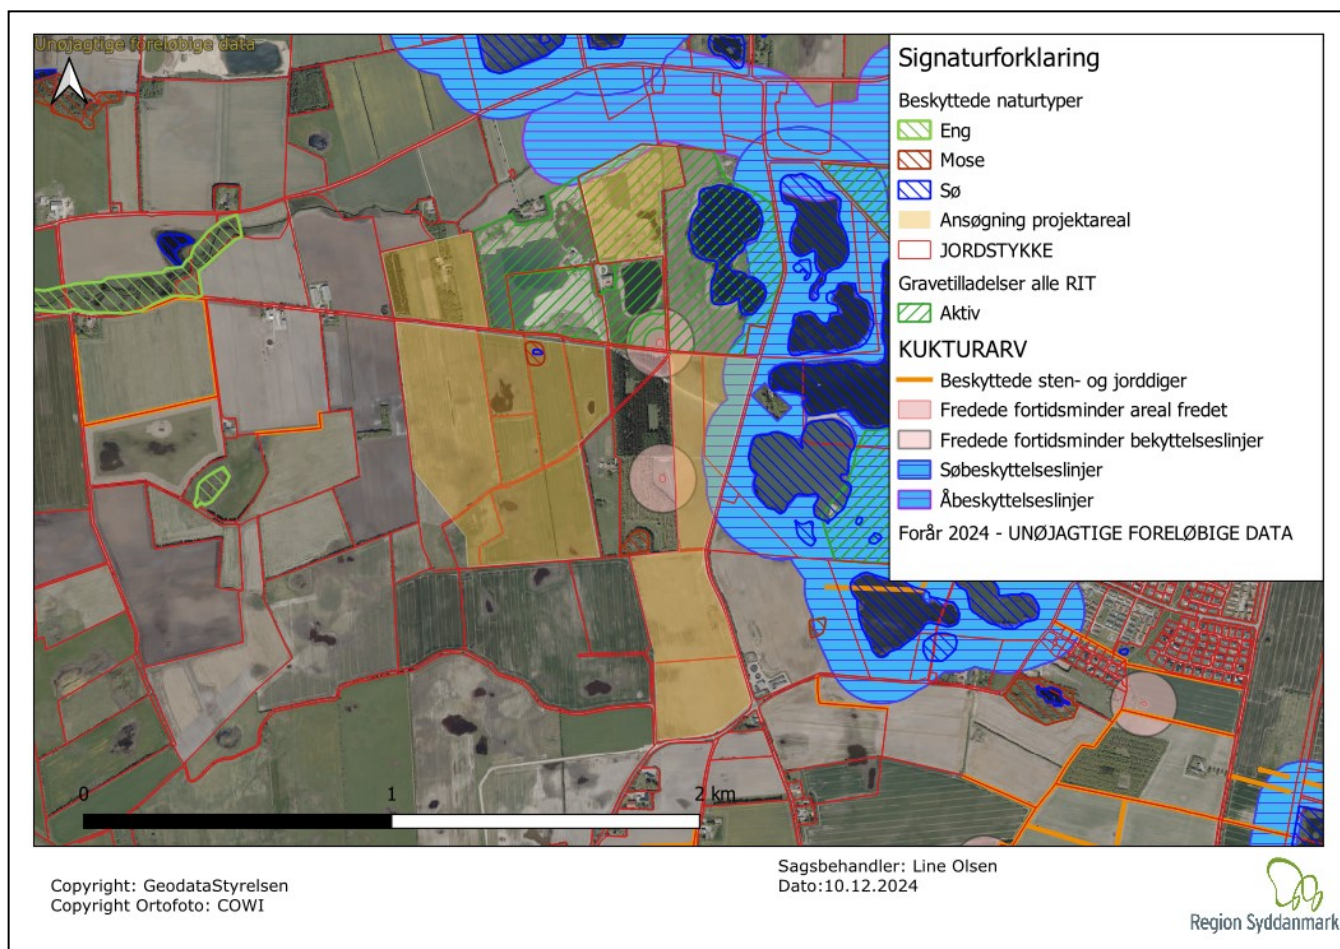 Unøjagtige foreløbige data
Signaturforklaring
Beskyttede naturtyper
Eng
Mose
Sø
Ansøgning projektareal
JORDSTYKKE
Gravetilladelser alle RIT
Aktiv
KUKTURARV
Beskyttede sten- og jorddiger
Fredede fortidsminder areal fredet
Fredede fortidsminder bekyttelseslinjer
Søbeskyttelseslinjer
Åbeskyttelseslinjer
Forår 2024 - UNØJAGTIGE FORELØBIGE DATA
0 1 2 km
Copyright: GeodataStyrelsen
Copyright Ortofoto: COWI
Sagsbehandler: Line Olsen
Dato:10.12.2024
Region Syddanmark